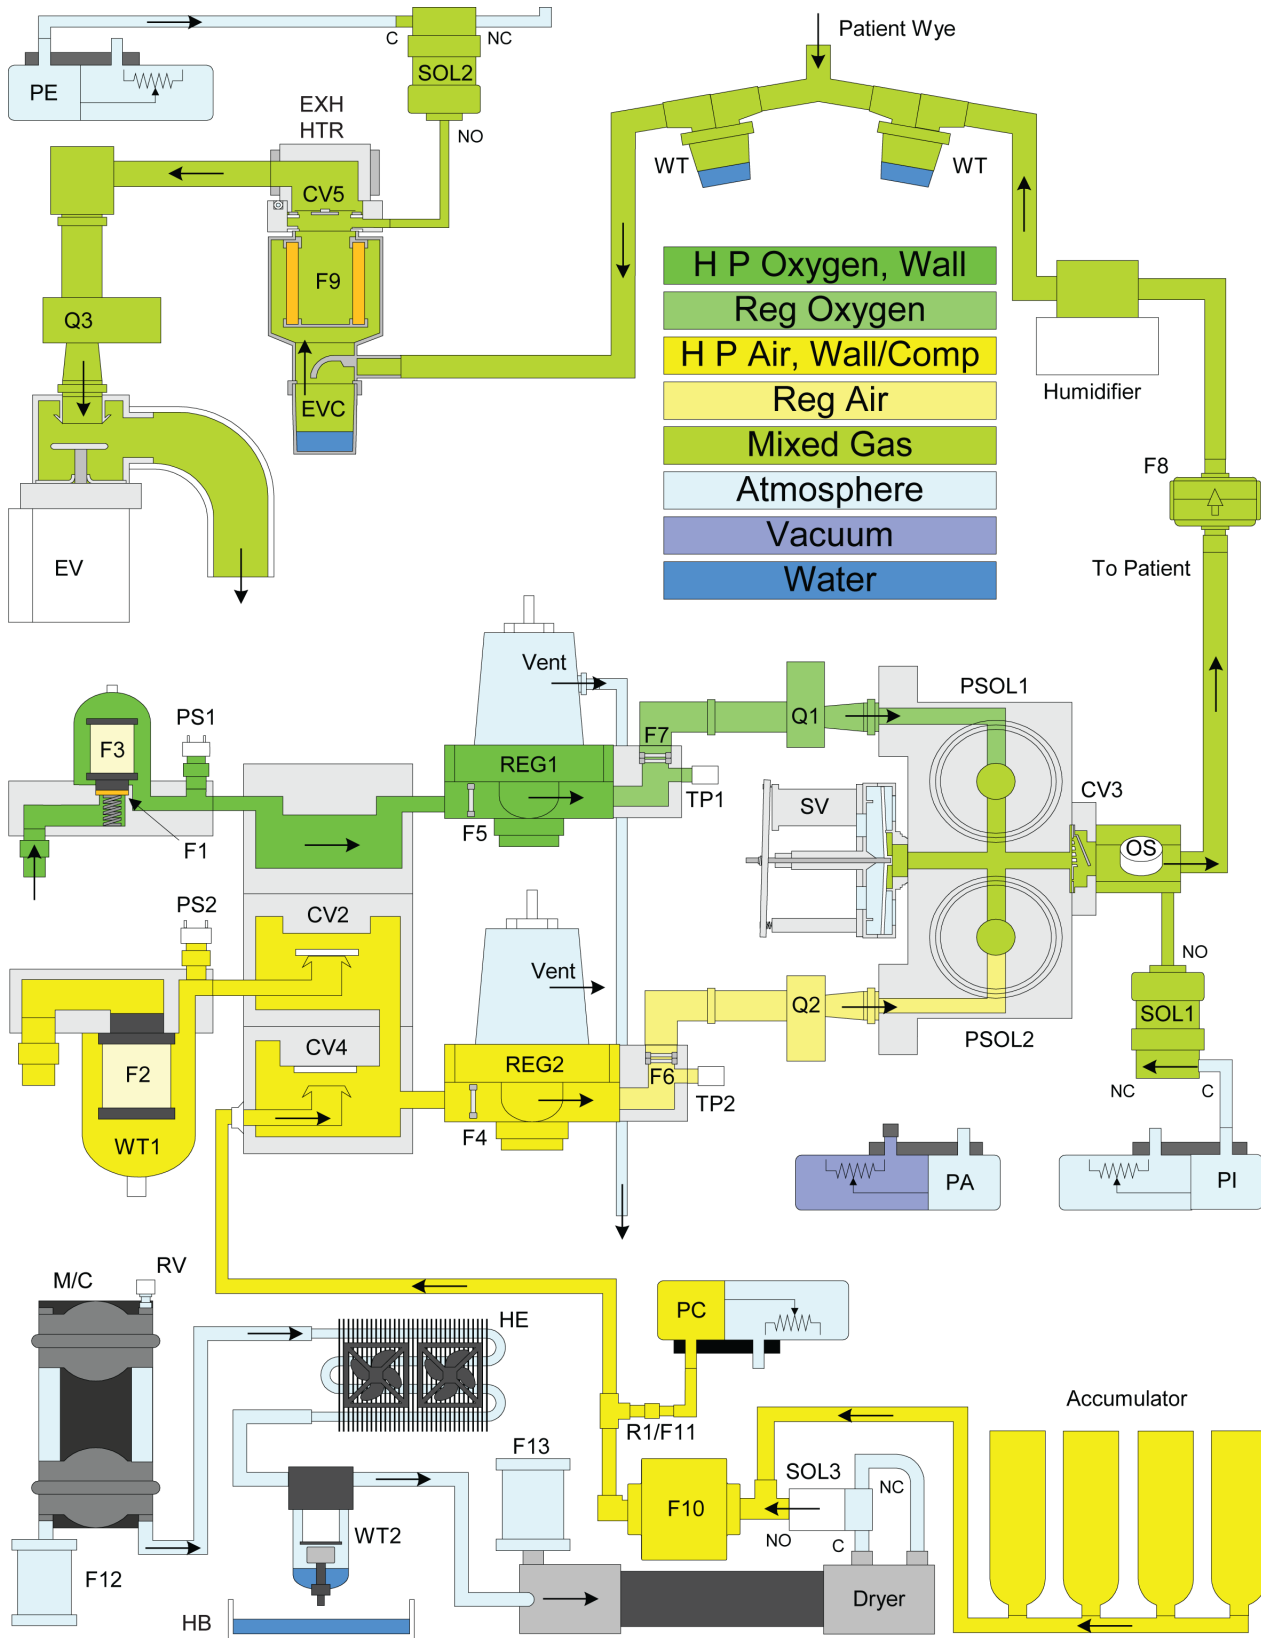 Patient Wye
C
NC
SOL2
PE
EXH
HTR
NO
WT
WT
CV5
H P Oxygen, Wall
F9
Reg Oxygen
Q3
H P Air, Wall/Comp
Humidifier
Reg Air
EVC
Mixed Gas
F8
Atmosphere
Vacuum
EV
To Patient
Water
Vent
PSOL1
PS1
Q1
F7
F3
REG1
TP1
CV3
SV
F5
F1
OS
PS2
CV2
NO
Vent
Q2
SOL1
PSOL2
CV4
REG2
F2
F6
NC
C
TP2
F4
WT1
PA
PI
RV
M/C
PC
HE
Accumulator
R1/F11
F13
SOL3
NC
F10
WT2
NO
C
F12
Dryer
HB